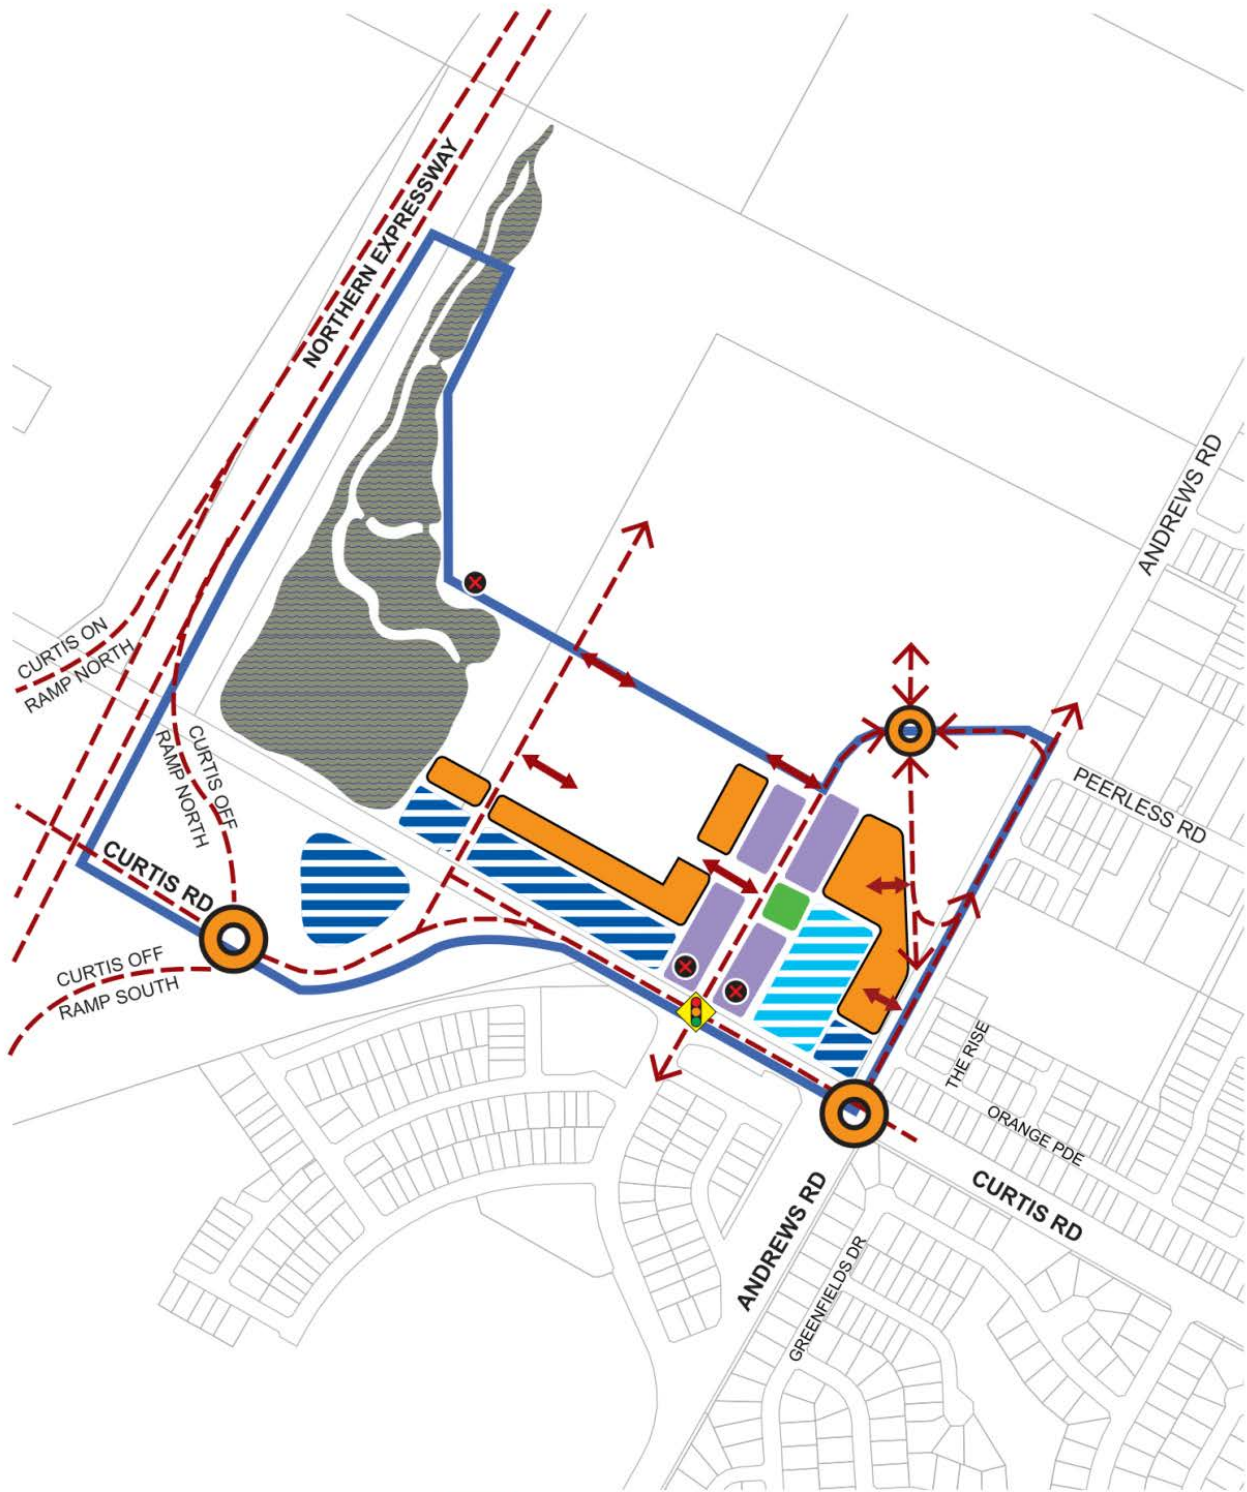 NORTHERN EXPRESSWAY
ANDREWS RD
CURTIS ON
RAMP NORTH
CURTIS OFF
RAMP NORTH
PEERLESS RD
CURTIS RD
CURTIS OFF
RAMP SOUTH
THE RISE
ORANGE PDE
CURTIS RD
ANDREWS RD
GREENFIELDS DR